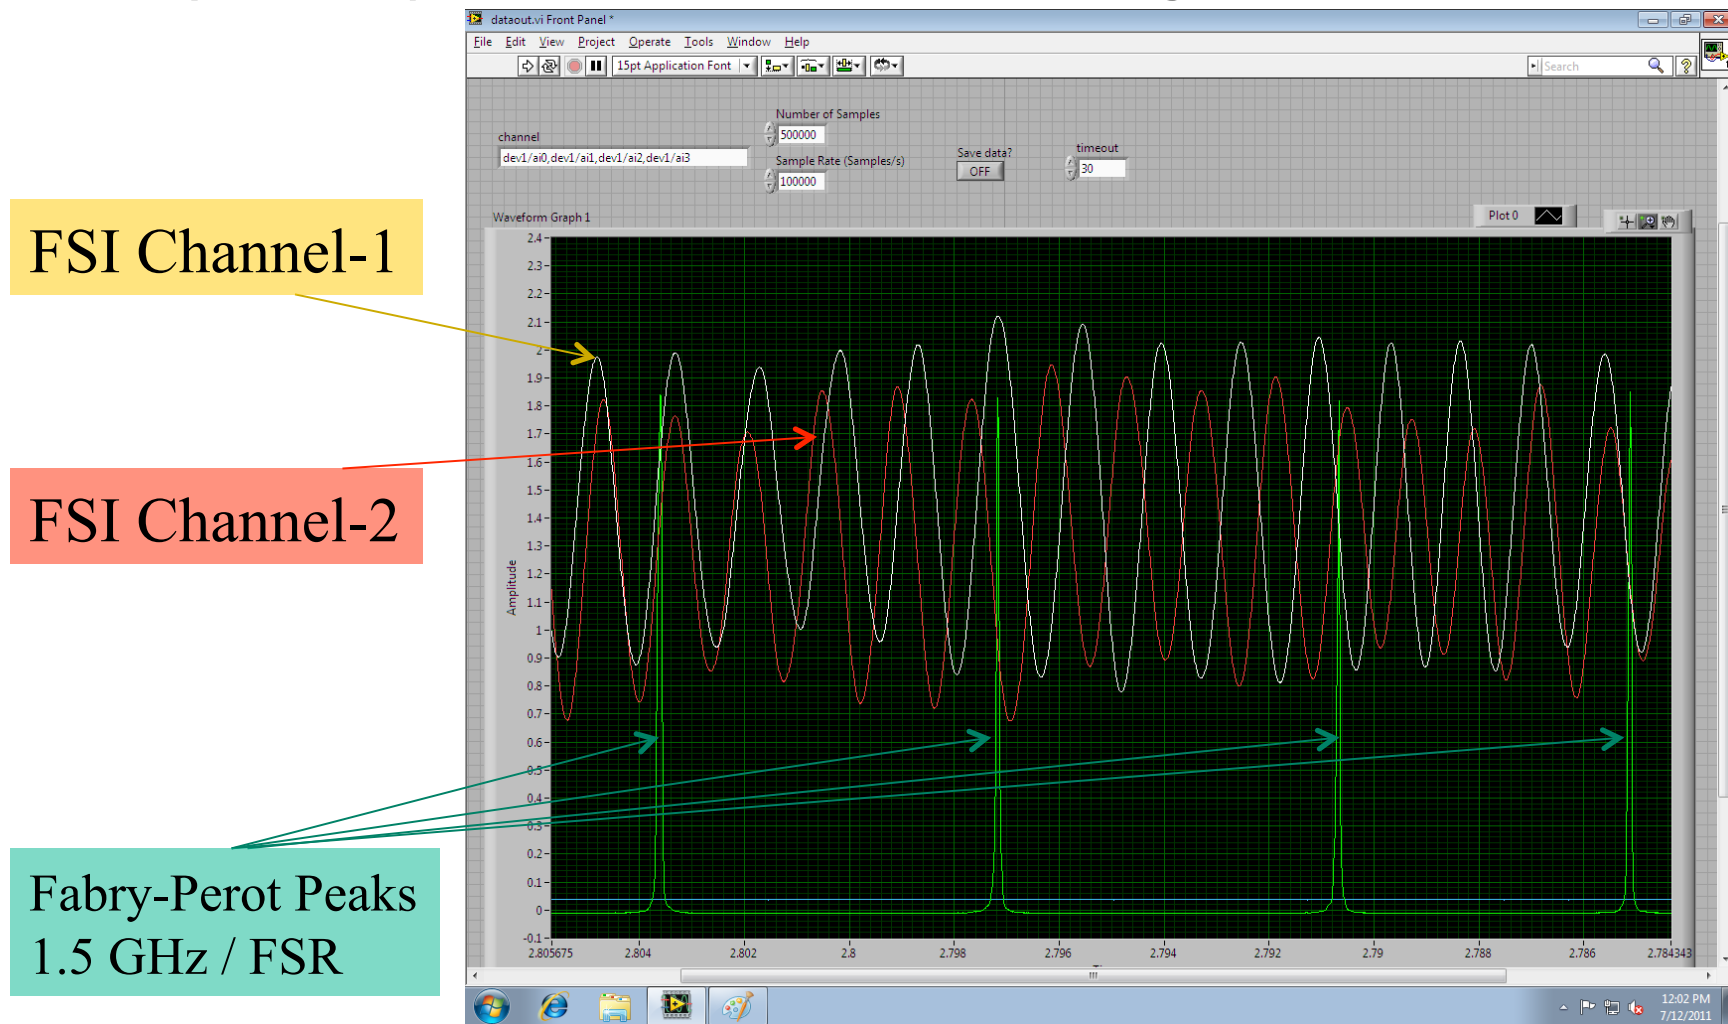 dataout.vi Front Panel *
File Edit View Project Operate Tools Window Help
15pt Application Font
Search
channel
dev1/ai0,dev1/ai1,dev1/ai2,dev1/ai3
Number of Samples
500000
Sample Rate (Samples/s)
100000
Save data?
OFF
timeout
30
Waveform Graph 1
Plot 0
FSI Channel-1
FSI Channel-2
Fabry-Perot Peaks
1.5 GHz / FSR
Amplitude
2.4
2.3
2.2
2.1
2
1.9
1.8
1.7
1.6
1.5
1.4
1.3
1.2
1.1
1
0.9
0.8
0.7
0.6
0.5
0.4
0.3
0.2
0.1
0
-0.1
2.805675 2.804 2.802 2.8 2.798 2.796 2.794 2.792 2.79 2.788 2.786 2.784343
12:02 PM
7/12/2011